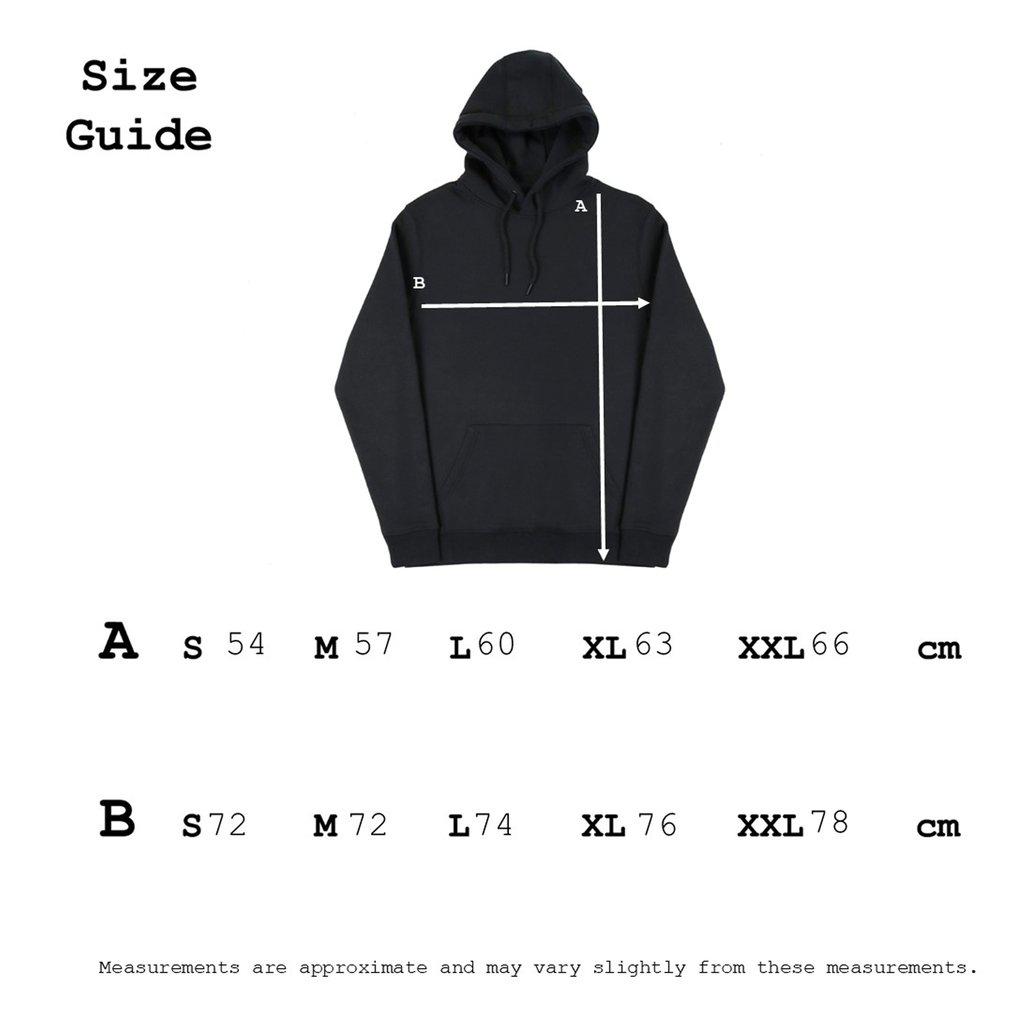 Size
Guide
A
B
A S 54 M 57 L 60 XL 63 XXL 66 cm
B S 72 M 72 L 74 XL 76 XXL 78 cm
Measurements are approximate and may vary slightly from these measurements.